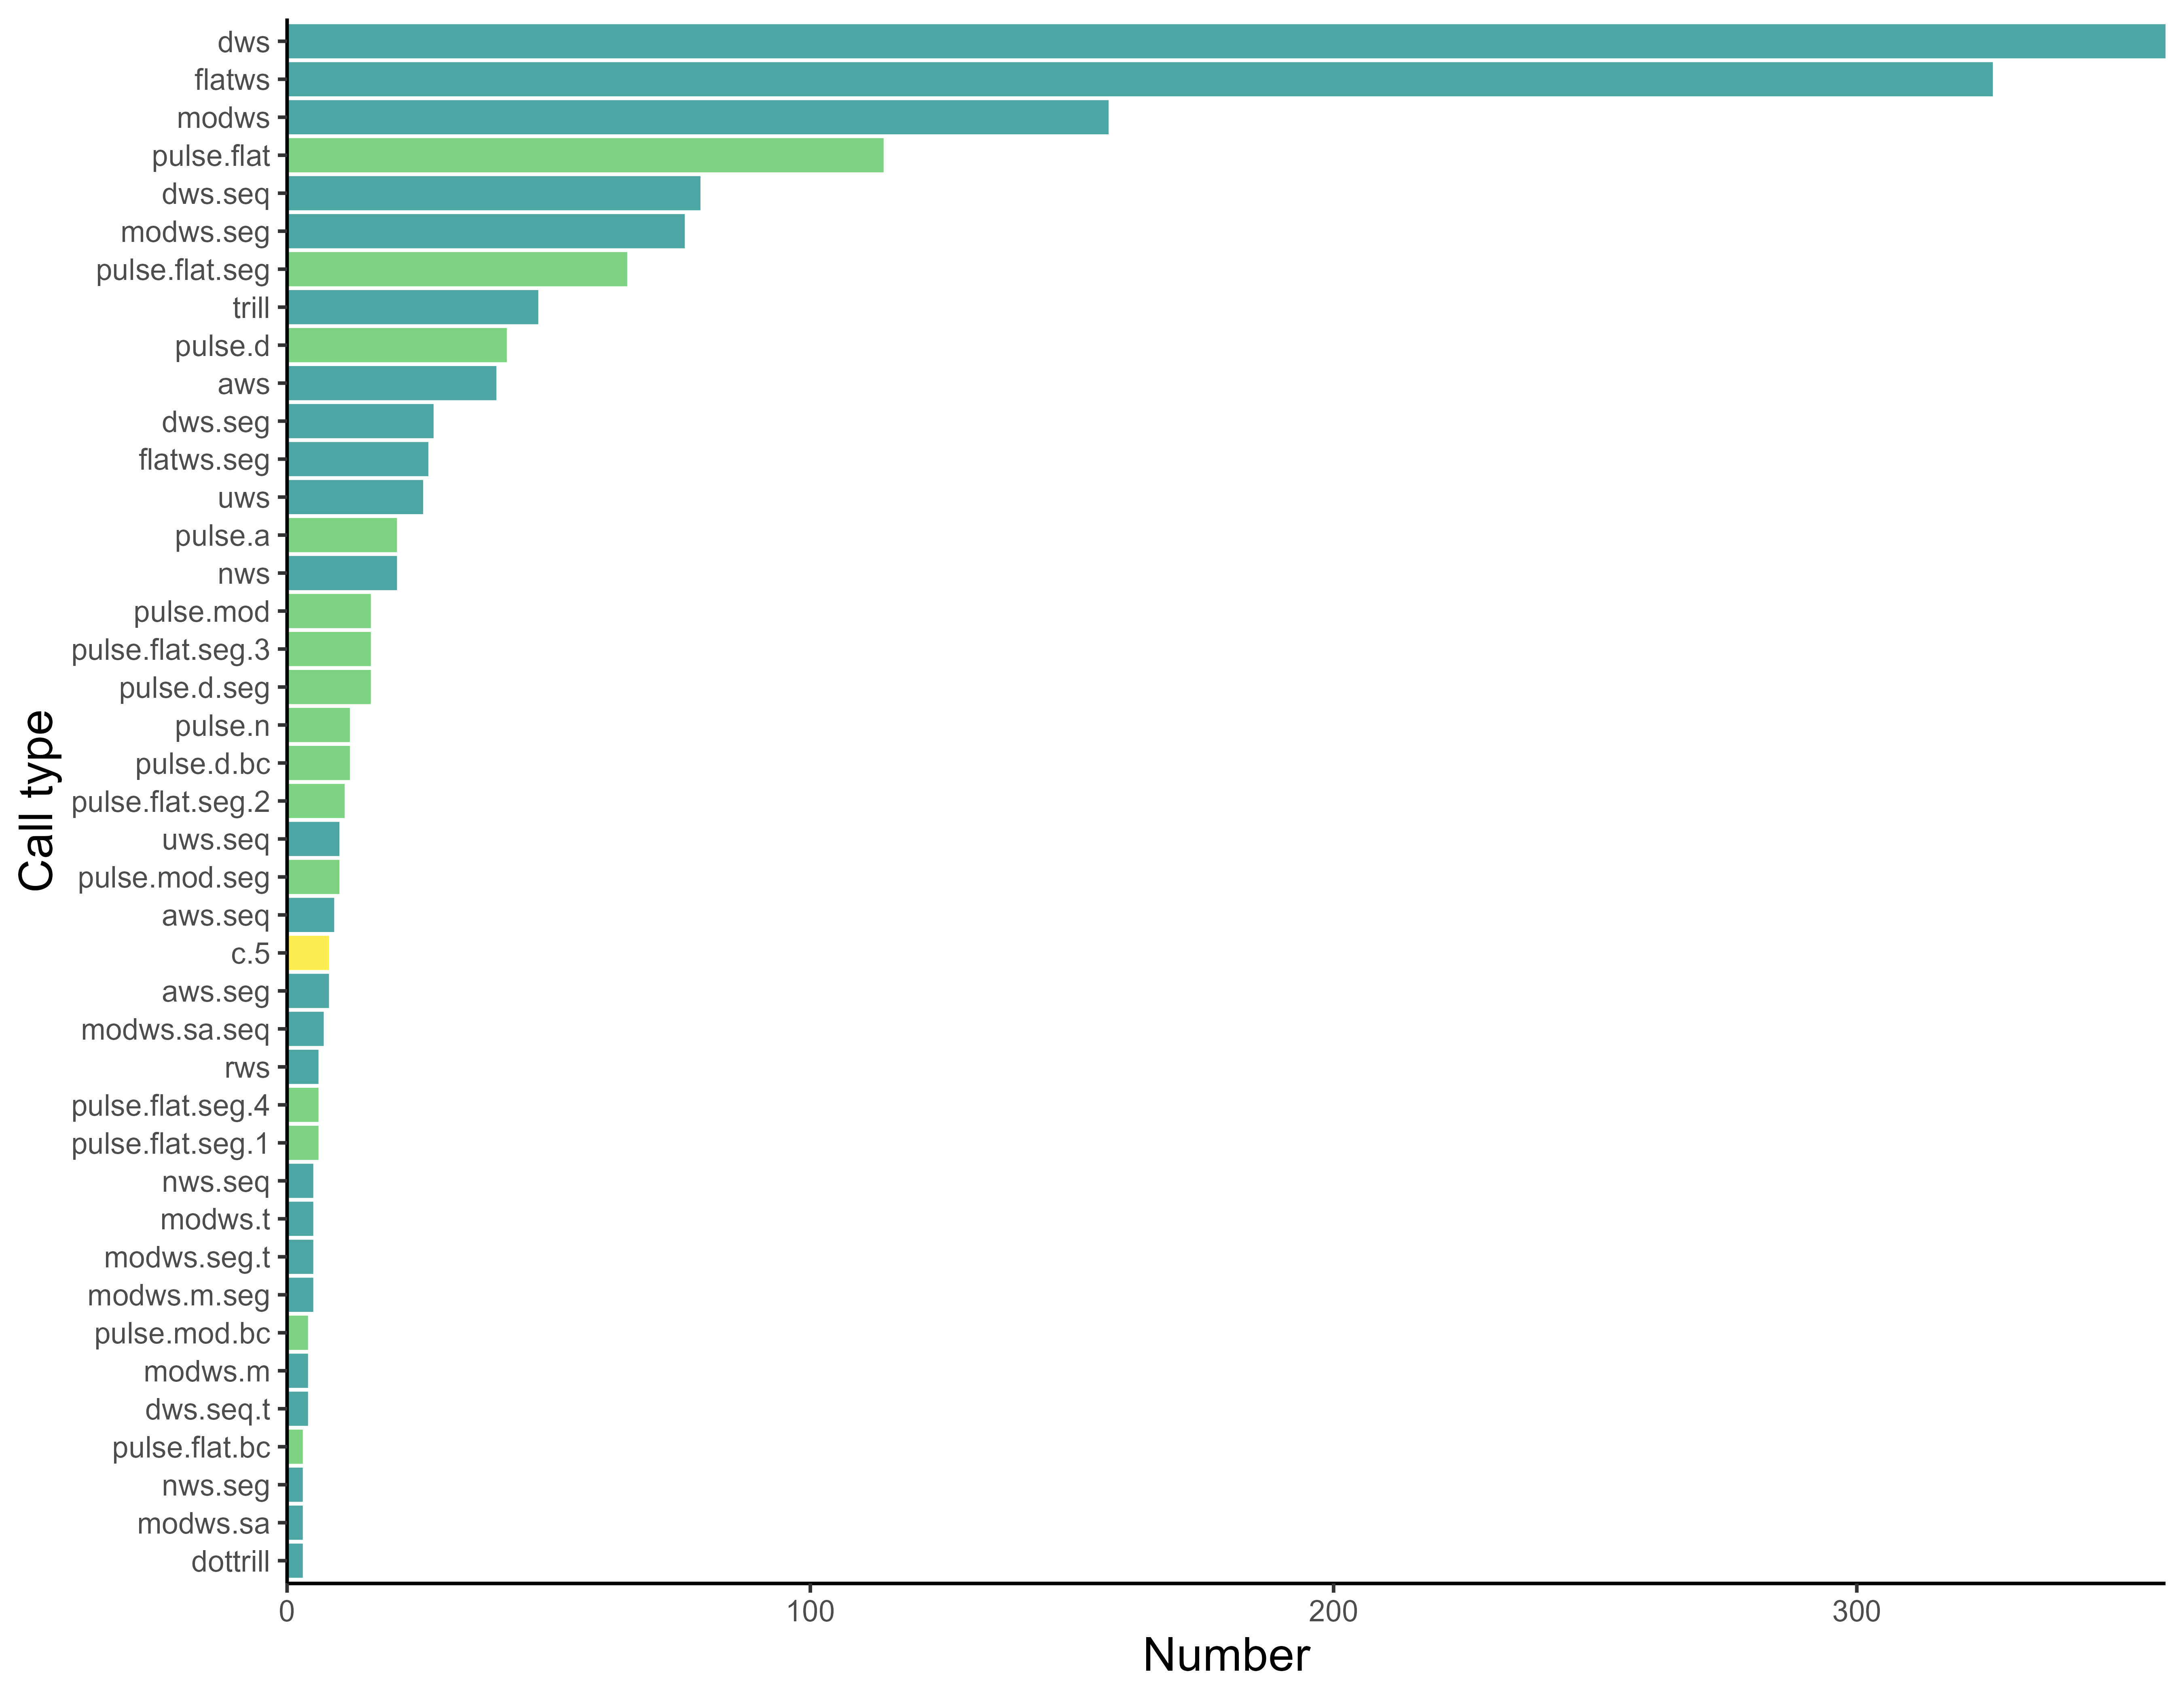 dws
flatws
modws
pulse.flat
dws.seq
modws.seg
pulse.flat.seg
trill
pulse.d
aws
dws.seg
flatws.seg
uws
pulse.a
nws
pulse.mod
pulse.flat.seg.3
pulse.d.seg
pulse.n
pulse.d.bc
pulse.flat.seg.2
uws.seq
pulse.mod.seg
aws.seq
c.5
aws.seg
modws.sa.seq
rws
pulse.flat.seg.4
pulse.flat.seg.1
nws.seq
modws.t
modws.seg.t
modws.m.seg
pulse.mod.bc
modws.m
dws.seq.t
pulse.flat.bc
nws.seg
modws.sa
dottrill
Call type
0 100 200 300
Number